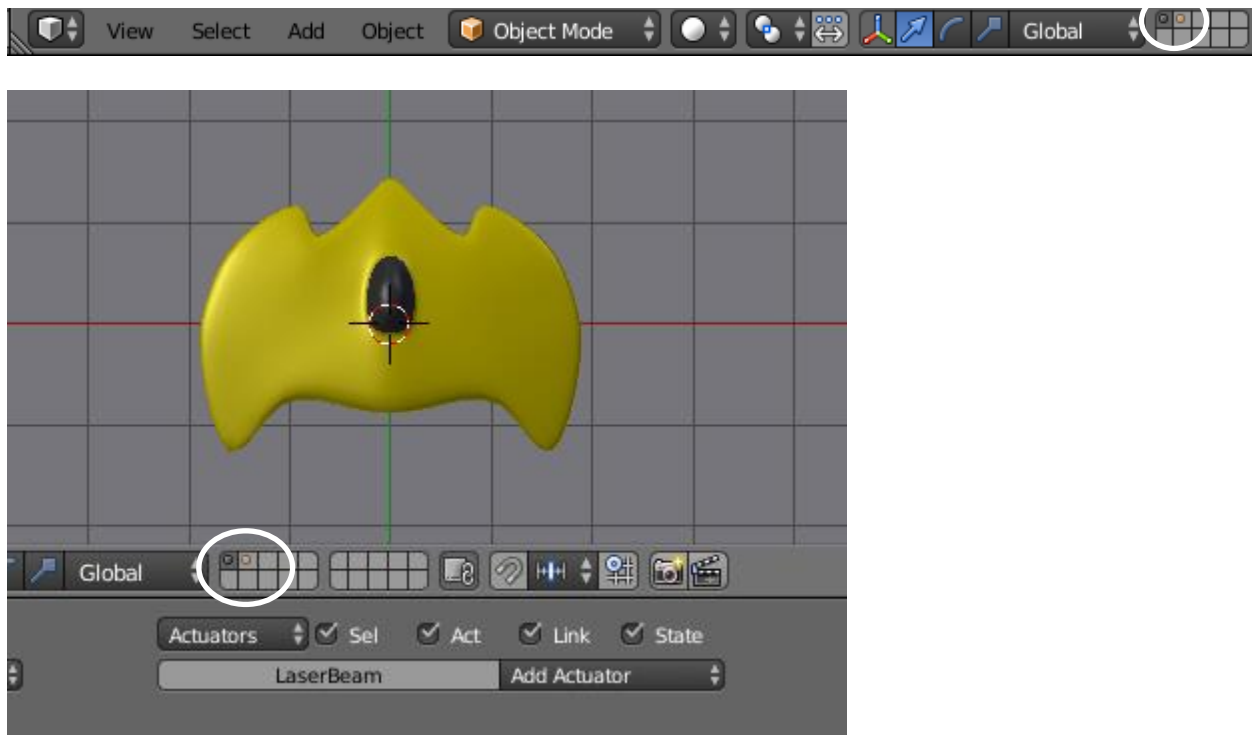 View Select Add Object Object Mode Global
Global
Actuators Sel Act Link State
LaserBeam Add Actuator